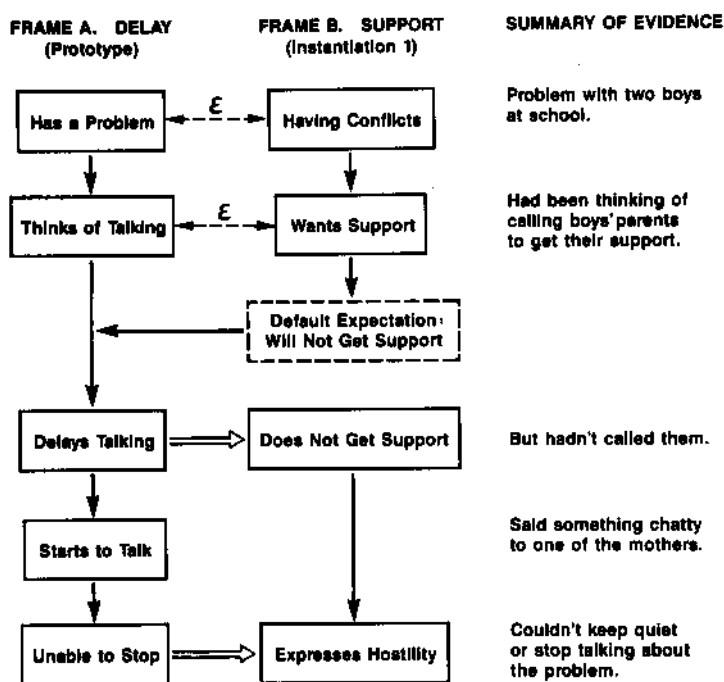 FRAME A. DELAY
(Prototype)
FRAME B. SUPPORT
(Instantiation 1)
SUMMARY OF EVIDENCE
Has a Problem
ε
Having Conflicts
Problem with two boys
at school.
Thinks of Talking
ε
Wants Support
Had been thinking of
calling boys' parents
to get their support.
Default Expectation:
Will Not Get Support
Delays Talking
Does Not Get Support
But hadn't called them.
Starts to Talk
Said something chatty
to one of the mothers.
Unable to Stop
Expresses Hostility
Couldn't keep quiet
or stop talking about
the problem.